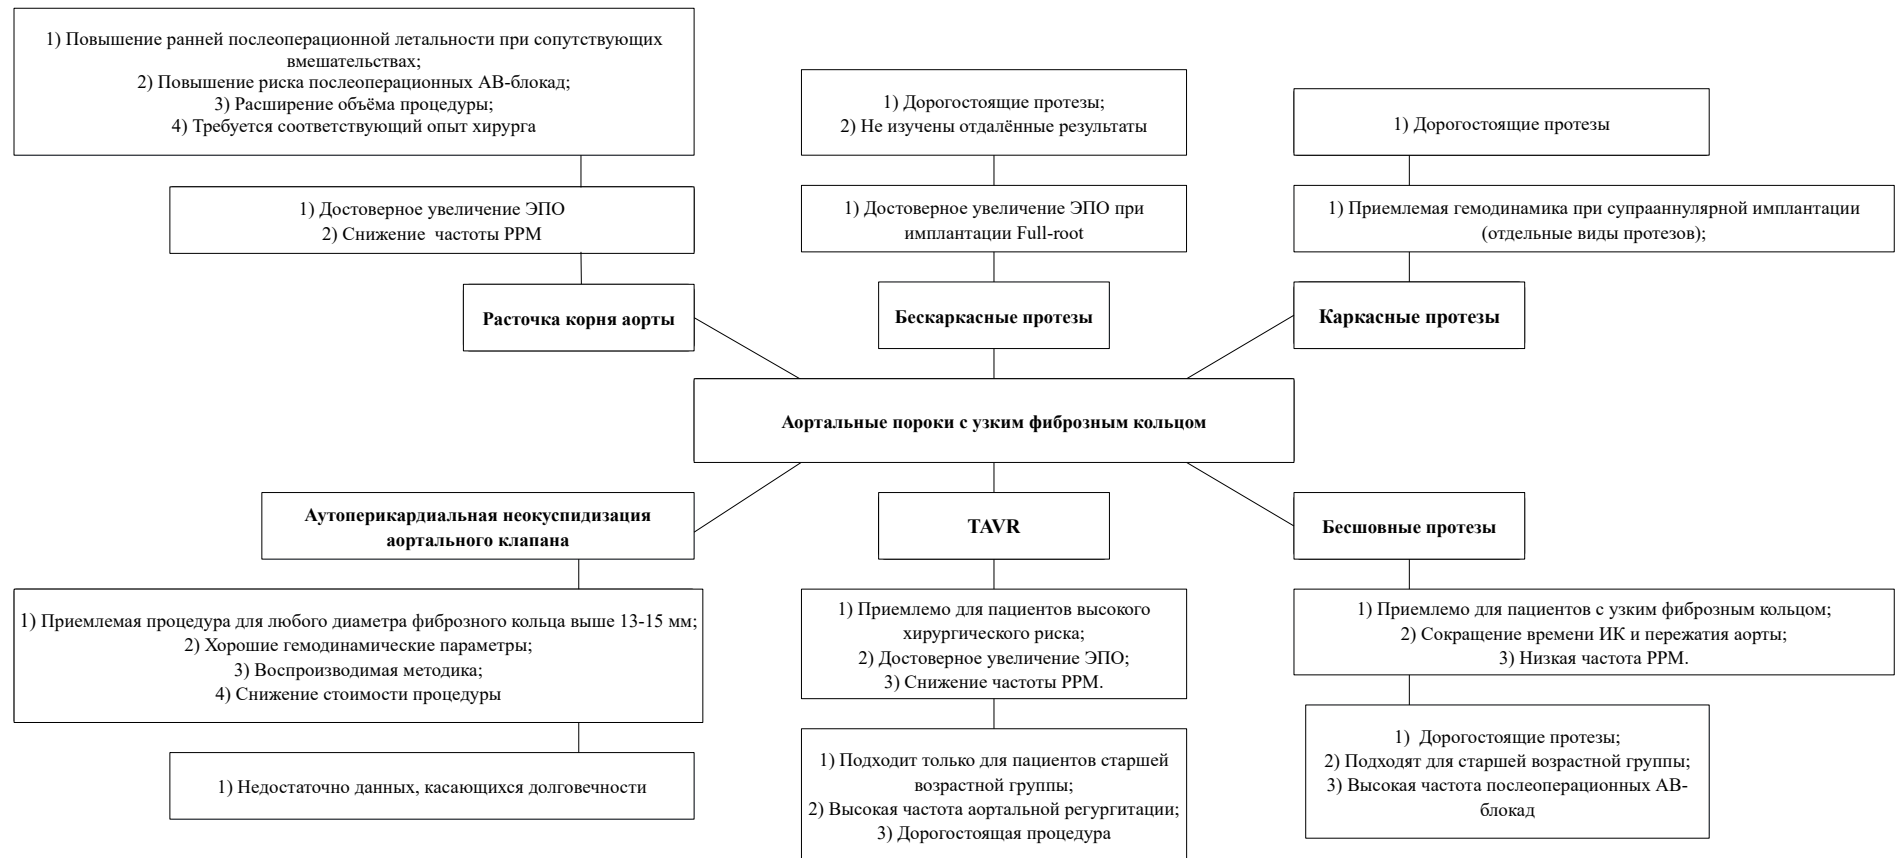 1) Повышение ранней послеоперационной летальности при сопутствующих
вмешательствах;
2) Повышение риска послеоперационных АВ-блокад;
3) Расширение объёма процедуры;
4) Требуется соответствующий опыт хирурга
1) Дорогостоящие протезы;
2) Не изучены отдалённые результаты
1) Дорогостоящие протезы
1) Достоверное увеличение ЭПО
2) Снижение частоты PPM
1) Достоверное увеличение ЭПО при
имплантации Full-root
1) Приемлемая гемодинамика при супрааннулярной имплантации
(отдельные виды протезов);
Расточка корня аорты
Бескаркасные протезы
Каркасные протезы
Аортальные пороки с узким фиброзным кольцом
Аутоперикардиальная неокуспидизация
аортального клапана
TAVR
Бесшовные протезы
1) Приемлемая процедура для любого диаметра фиброзного кольца выше 13-15 мм;
2) Хорошие гемодинамические параметры;
3) Воспроизводимая методика;
4) Снижение стоимости процедуры
1) Приемлемо для пациентов высокого
хирургического риска;
2) Достоверное увеличение ЭПО;
3) Снижение частоты PPM.
1) Приемлемо для пациентов с узким фиброзным кольцом;
2) Сокращение времени ИК и пережатия аорты;
3) Низкая частота PPM.
1) Недостаточно данных, касающихся долговечности
1) Подходит только для пациентов старшей
возрастной группы;
2) Высокая частота аортальной регургитации;
3) Дорогостоящая процедура
1) Дорогостоящие протезы;
2) Подходят для старшей возрастной группы;
3) Высокая частота послеоперационных АВ-
блокад